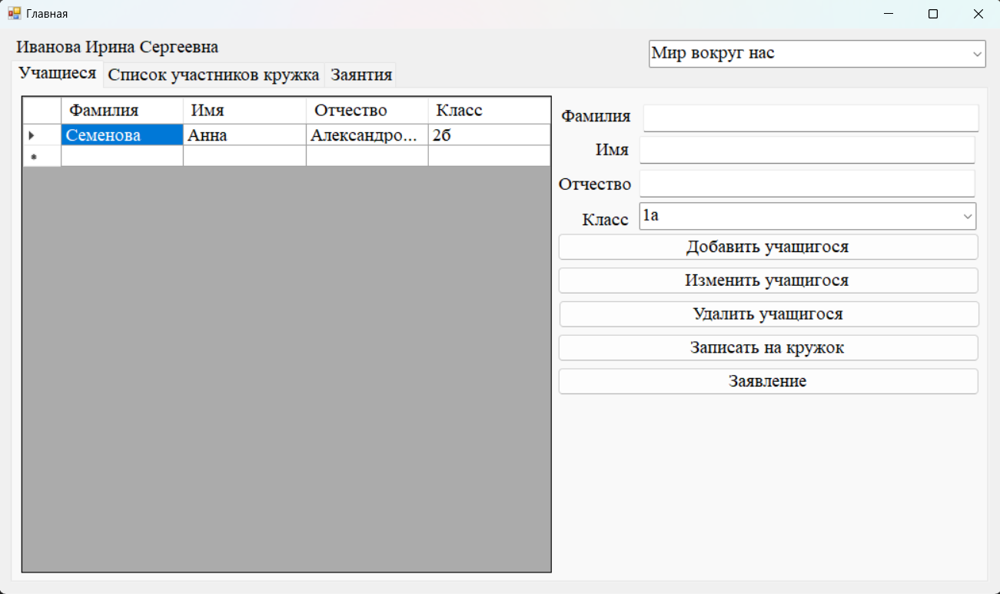 Главная
Иванова Ирина Сергеевна
Мир вокруг нас
Учащиеся Список участников кружка Заянтия
Фамилия Имя Отчество Класс
Семенова Анна Александро... 2б
Фамилия
Имя
Отчество
Класс 1а
Добавить учащигося
Изменить учащигося
Удалить учащигося
Записать на кружок
Заявление